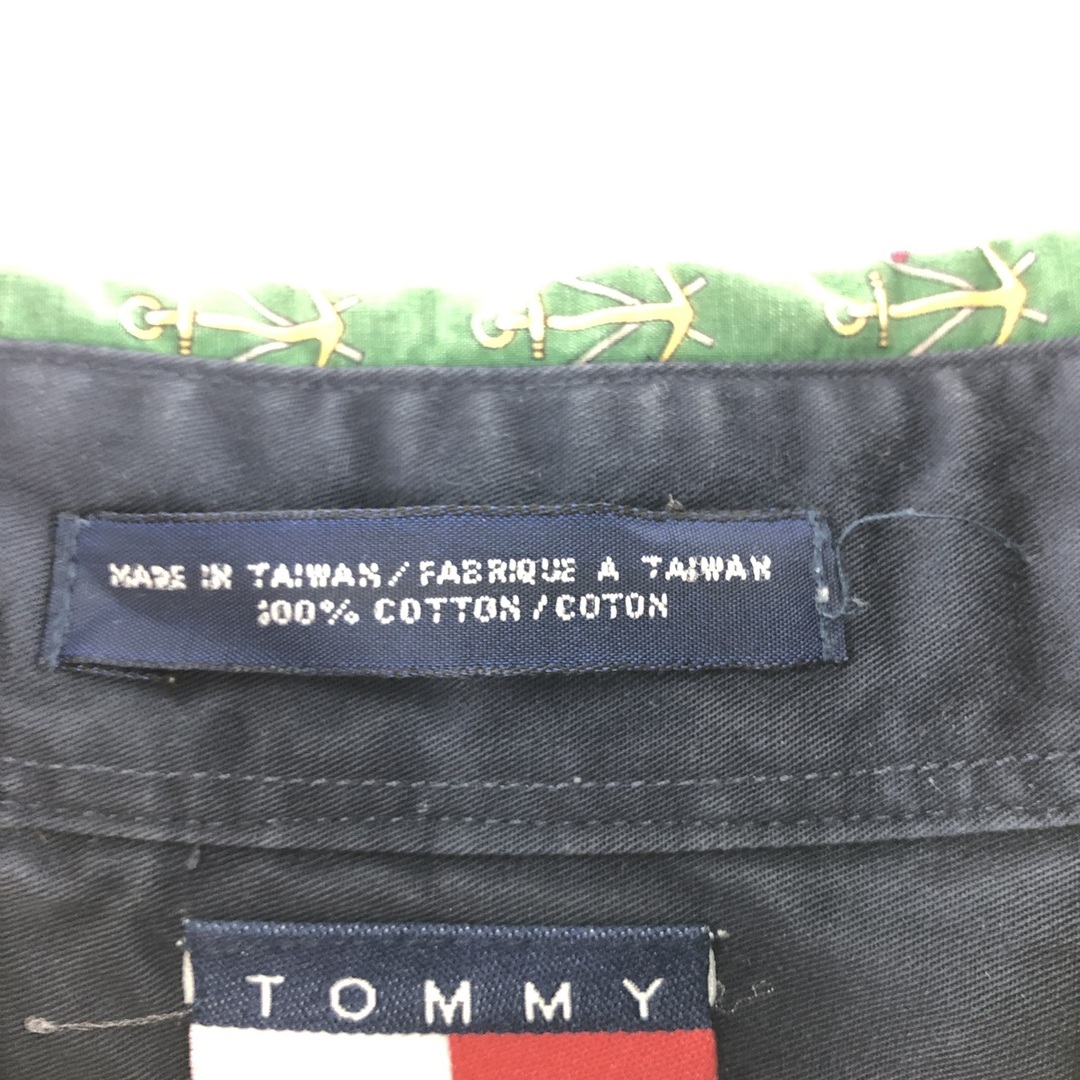 MADE IN TAIWAN / FABRIQUE A TAIWAN
100% COTTON / COTON
TOMMY